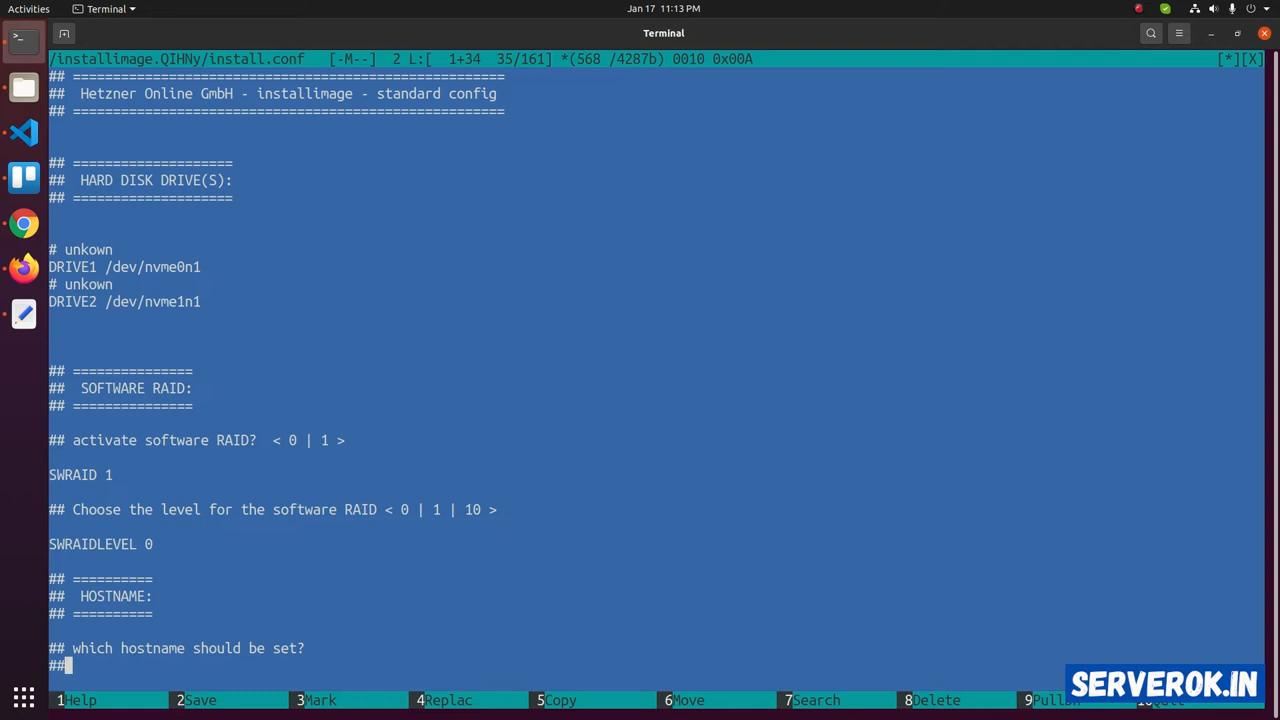 Activities
Terminal
Jan 17 11:13 PM
Terminal
/installimage.QIHNy/install.conf [-M--] 2 L:[ 1+34 35/161] *(568 /4287b) 0010 0x00A [*][X]
## ======================================================
## Hetzner Online GmbH - installimage - standard config
## ======================================================
## ====================
## HARD DISK DRIVE(S):
## ====================
# unkown
DRIVE1 /dev/nvme0n1
# unkown
DRIVE2 /dev/nvme1n1
## ===============
## SOFTWARE RAID:
## ===============
## activate software RAID? < 0 | 1 >
SWRAID 1
## Choose the level for the software RAID < 0 | 1 | 10 >
SWRAIDLEVEL 0
## ==========
## HOSTNAME:
## ==========
## which hostname should be set?
##
1Help 2Save 3Mark 4Replac 5Copy 6Move 7Search 8Delete
SERVEROK.IN